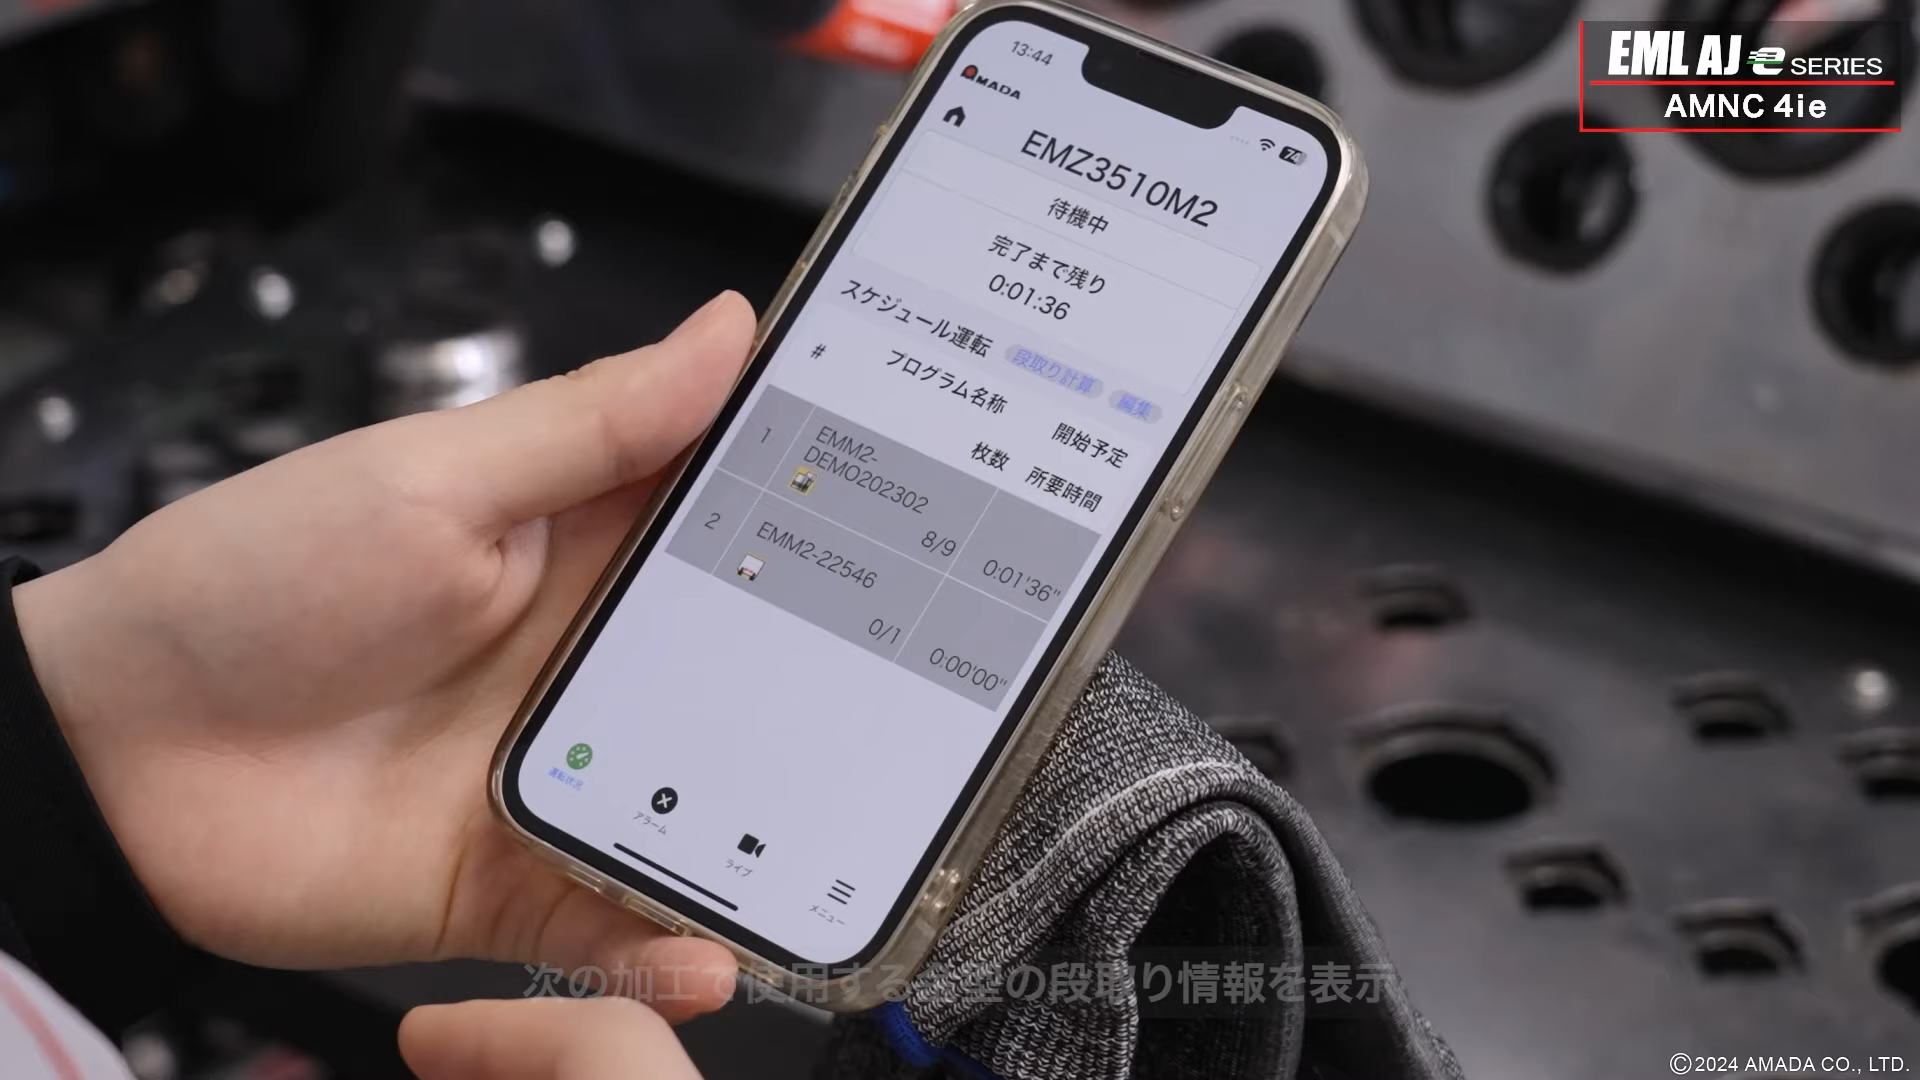 EML AJ e SERIES
AMNC 4ie
13:44
74
AMADA
EMZ3510M2
待機中
完了まで残り
0:01:36
スケジュール運転 段取り計算 編集
# プログラム名称 開始予定
枚数 所要時間
1 EMM2-
DEMO202302
8/9 0:01'36"
2 EMM2-22546
0/1 0:00'00"
運転状況
アラーム
ライブ
メニュー
次の加工で使用する金型の段取り情報を表示
©2024 AMADA CO., LTD.